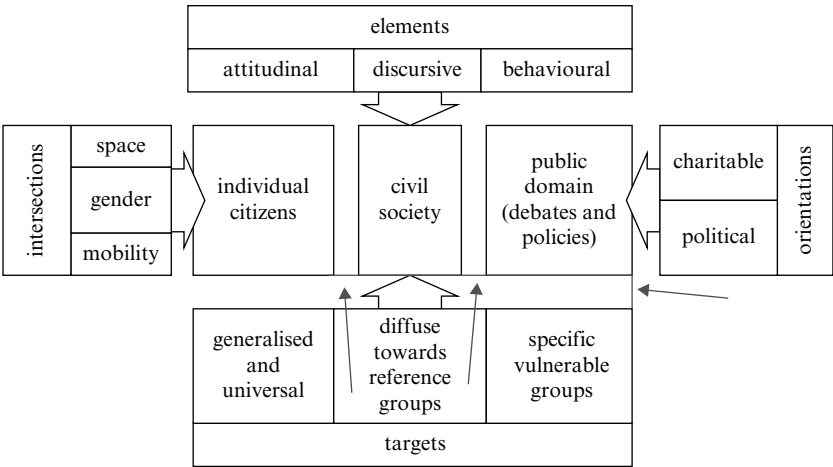 elements
attitudinal
discursive
behavioural
intersections
space
gender
mobility
individual
citizens
civil
society
public
domain
(debates and
policies)
charitable
political
orientations
generalised
and
universal
diffuse
towards
reference
groups
specific
vulnerable
groups
targets